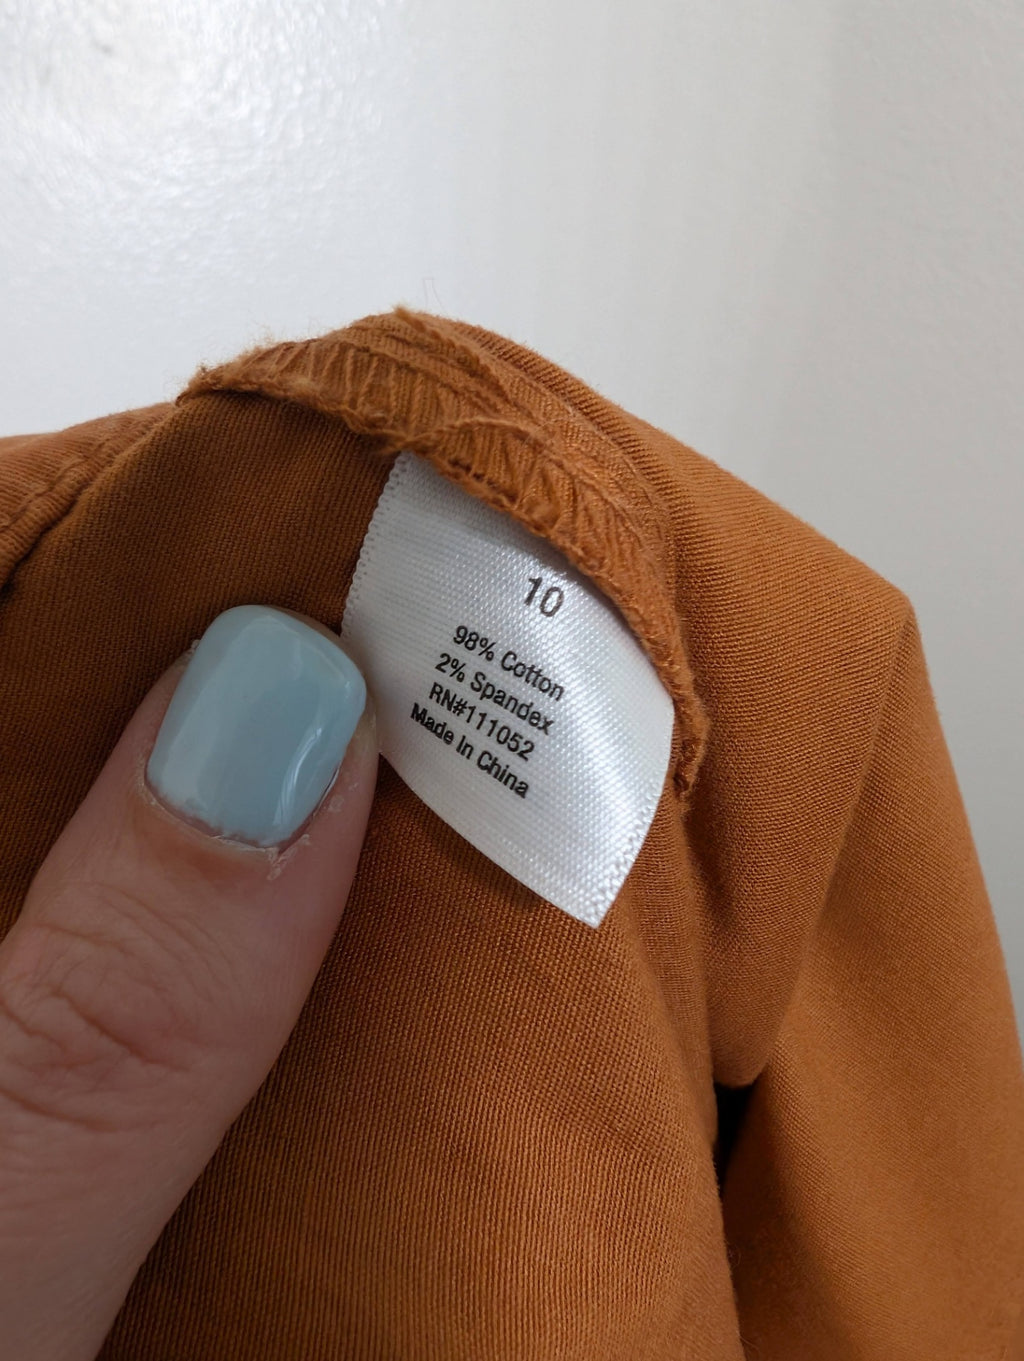 10
98% Cotton
2% Spandex
RN#111052
Made In China